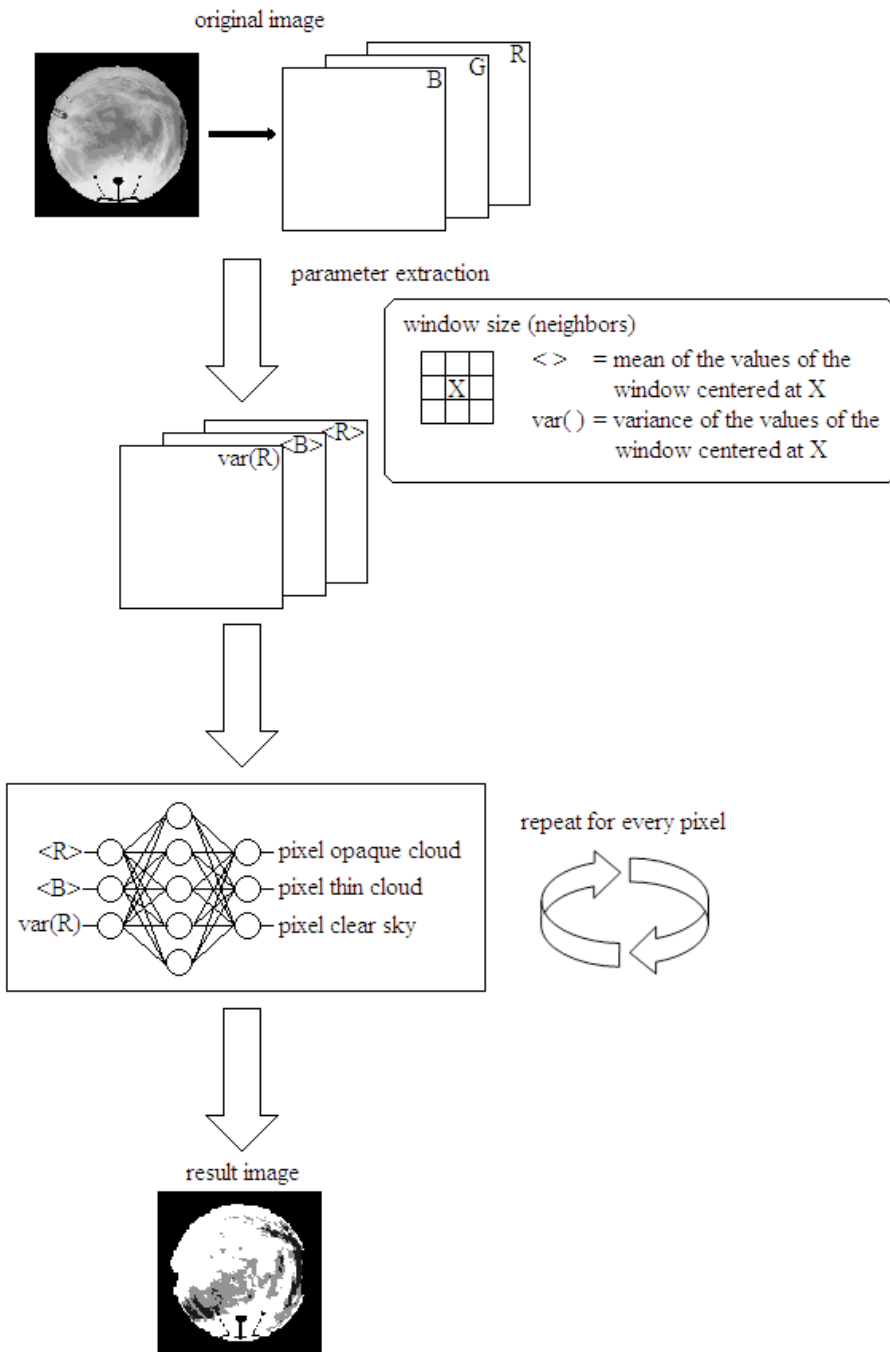 original image
R
G
B
parameter extraction
window size (neighbors)
< > = mean of the values of the
X
window centered at X
var( ) = variance of the values of the
window centered at X
<R>
<B>
var(R)
<R>
pixel opaque cloud
<B>
pixel thin cloud
var(R)
pixel clear sky
repeat for every pixel
result image